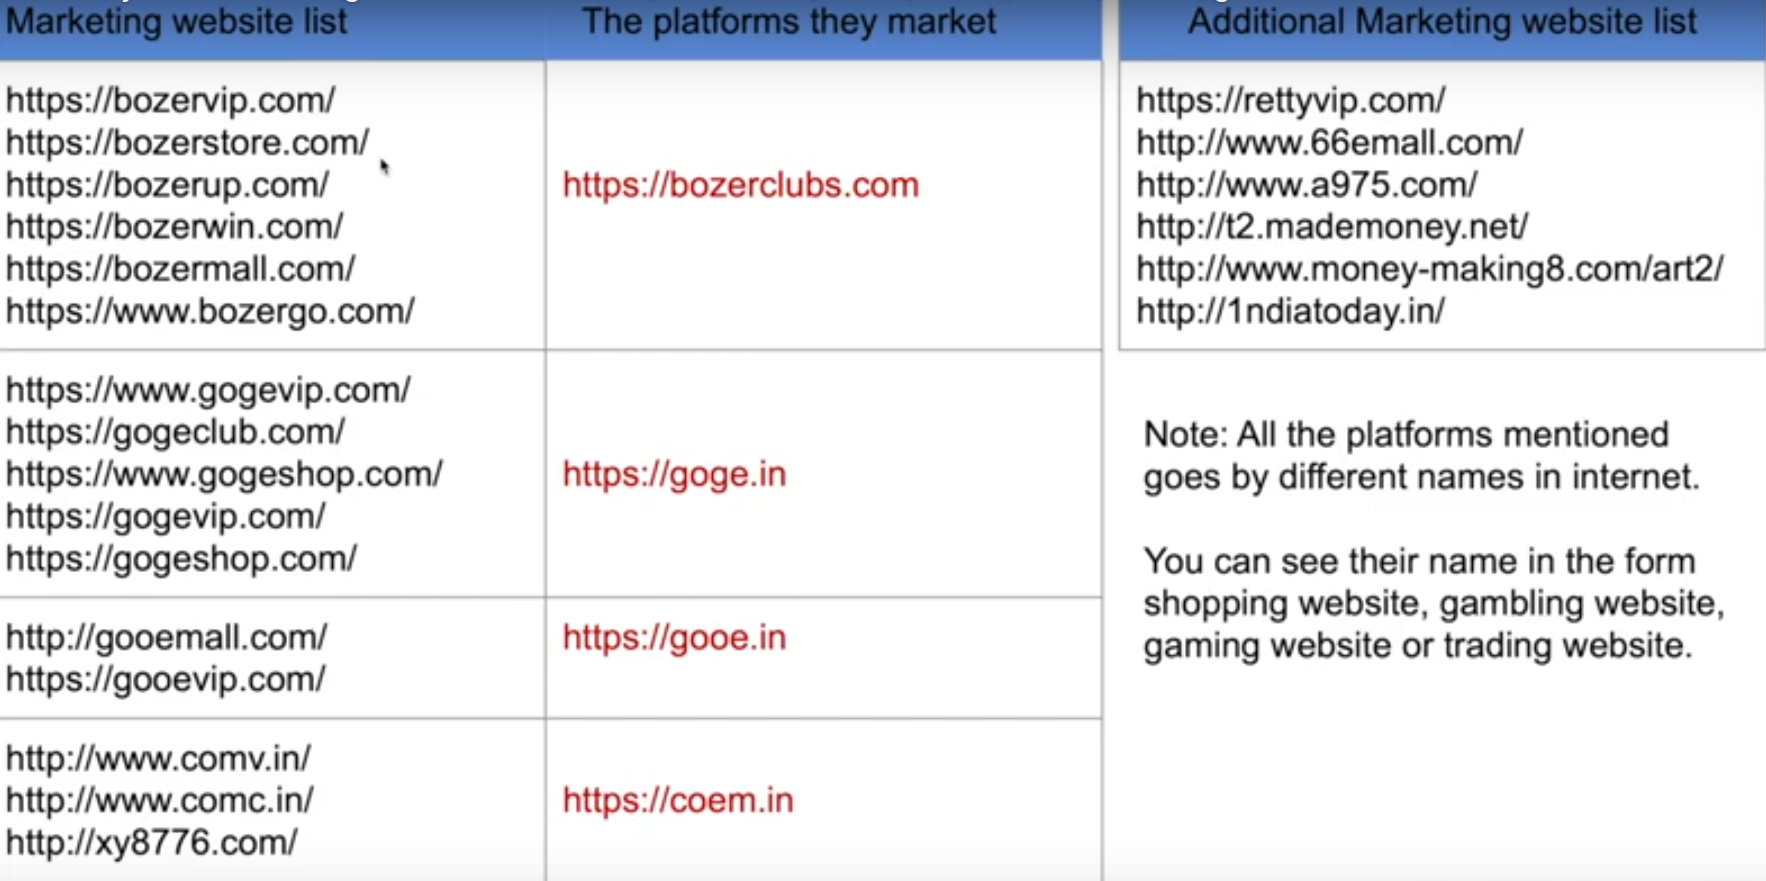 Marketing website list
The platforms they market
Additional Marketing website list
https://bozervip.com/
https://bozerstore.com/
https://bozerup.com/
https://bozerwin.com/
https://bozermall.com/
https://www.bozergo.com/
https://bozerclubs.com
https://www.gogevip.com/
https://gogeclub.com/
https://www.gogeshop.com/
https://gogevip.com/
https://gogeshop.com/
https://goge.in
http://gooemall.com/
https://gooevip.com/
https://gooe.in
http://www.comv.in/
http://www.comc.in/
http://xy8776.com/
https://coem.in
https://rettyvip.com/
http://www.66emall.com/
http://www.a975.com/
http://t2.mademoney.net/
http://www.money-making8.com/art2/
http://1ndiatoday.in/
Note: All the platforms mentioned
goes by different names in internet.
You can see their name in the form
shopping website, gambling website,
gaming website or trading website.